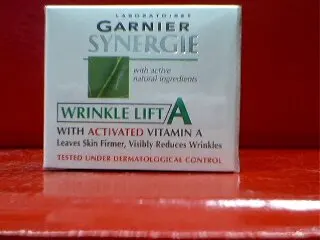 LABORATOIRES
GARNIER
SYNERGIE
with active
natural ingredients
WRINKLE LIFT/A
WITH ACTIVATED VITAMIN A
Leaves Skin Firmer, Visibly Reduces Wrinkles
TESTED UNDER DERMATOLOGICAL CONTROL